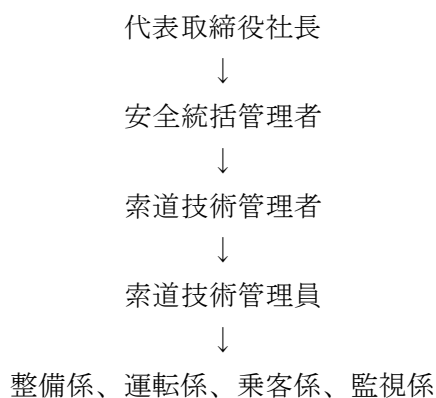 代表取締役社長
↓
安全統括管理者
↓
索道技術管理者
↓
索道技術管理員
↓
整備係、運転係、乗客係、監視係